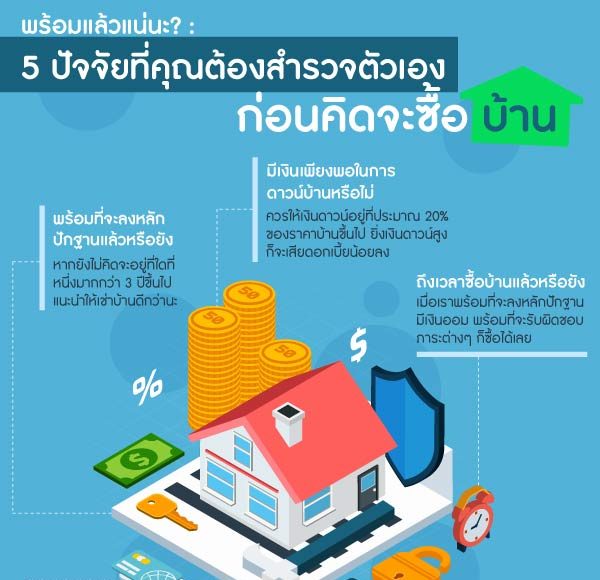 พร้อมแล้วแน่นะ? :
5 ปัจจัยที่คุณต้องสำรวจตัวเอง
ก่อนคิดจะซื้อ บ้าน
มีเงินเพียงพอในการ
ดาวน์บ้านหรือไม่
ควรให้เงินดาวน์อยู่ที่ประมาณ 20%
ของราคาบ้านขึ้นไป ยิ่งเงินดาวน์สูง
ก็จะเสียดอกเบี้ยน้อยลง
พร้อมที่จะลงหลัก
ปักฐานแล้วหรือยัง
หากยังไม่คิดจะอยู่ที่ใดที่
หนึ่งมากกว่า 3 ปีขึ้นไป
แนะนำให้เช่าบ้านดีกว่านะ
ถึงเวลาซื้อบ้านแล้วหรือยัง
เมื่อเราพร้อมที่จะลงหลักปักฐาน
มีเงินออม พร้อมที่จะรับผิดชอบ
ภาระต่างๆ ก็ซื้อได้เลย
50
50
50
$
%
$